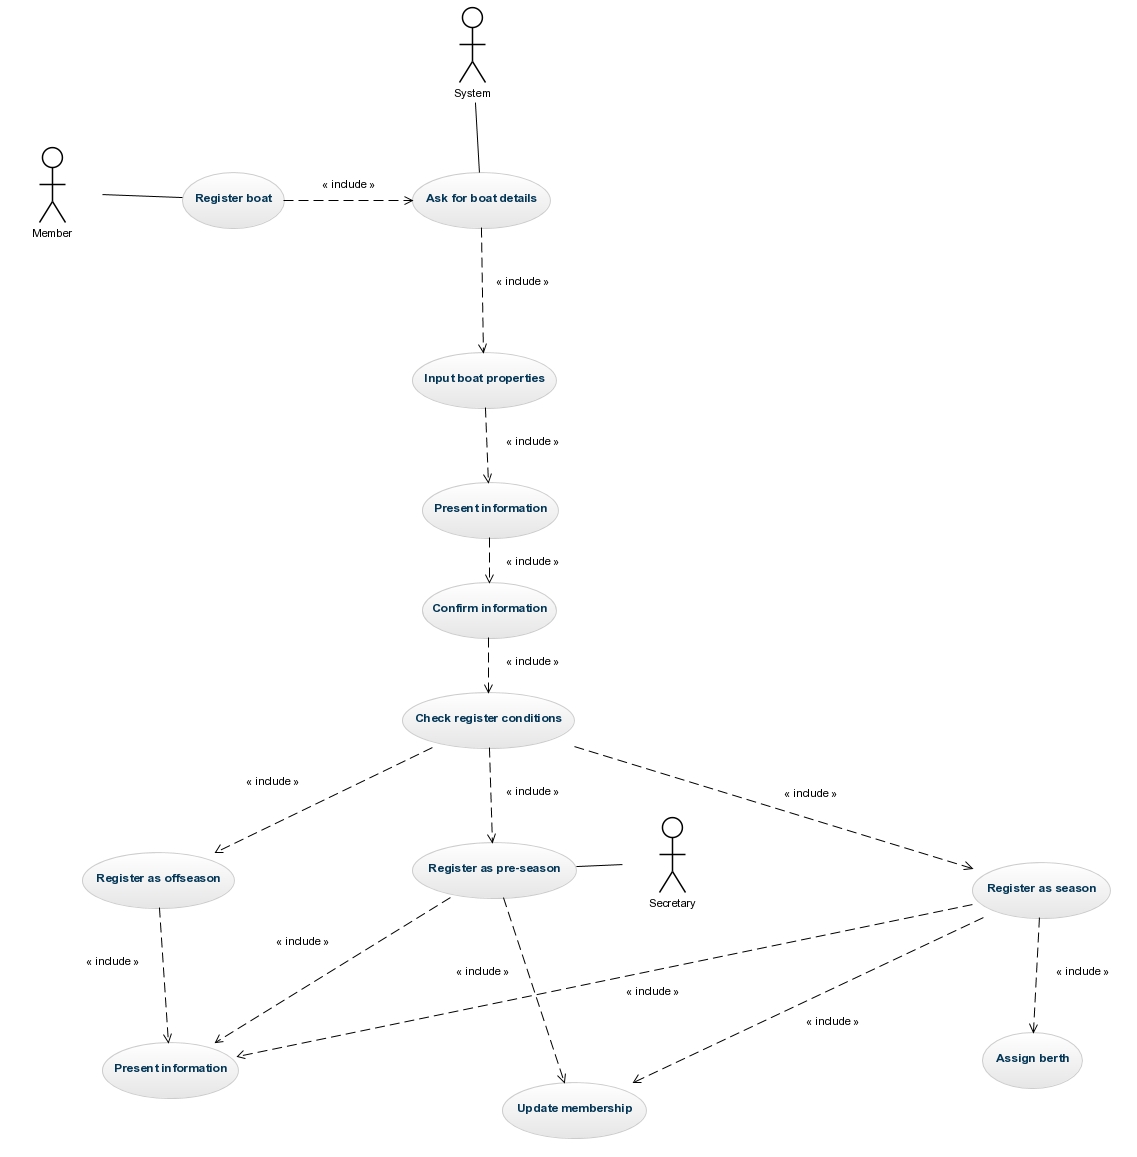 System
Member
Register boat
« include »
Ask for boat details
« include »
Input boat properties
« include »
Present information
« include »
Confirm information
« include »
Check register conditions
« include »
« include »
« include »
Register as offseason
Register as pre-season
Secretary
Register as season
« include »
« include »
« include »
« include »
« include »
« include »
Present information
Update membership
Assign berth